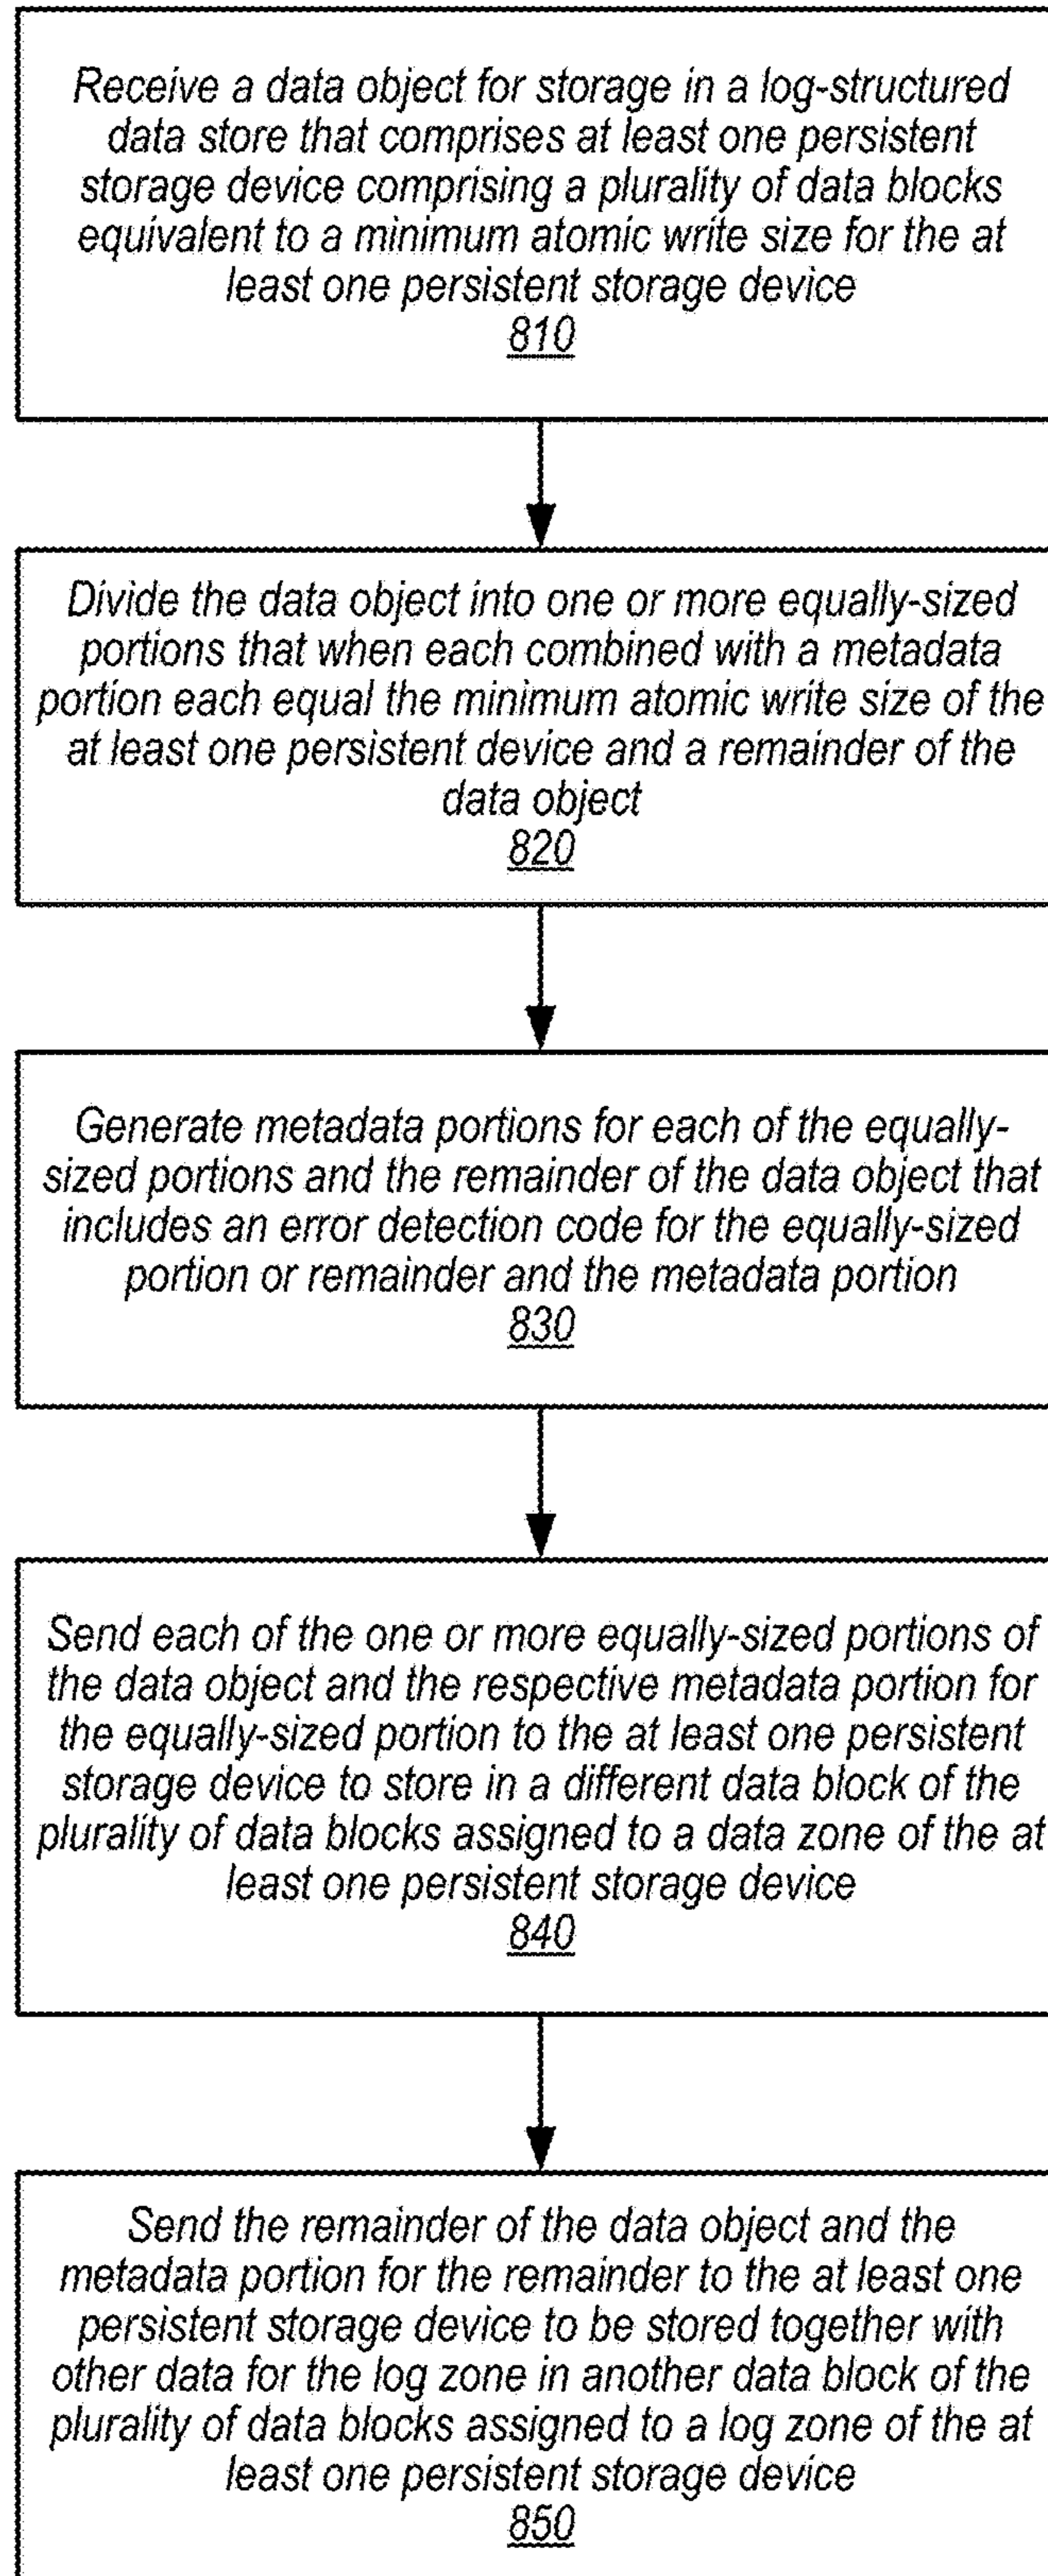 Receive a data object for storage in a log-structured
data store that comprises at least one persistent
storage device comprising a plurality of data blocks
equivalent to a minimum atomic write size for the at
least one persistent storage device
810
Divide the data object into one or more equally-sized
portions that when each combined with a metadata
portion each equal the minimum atomic write size of the
at least one persistent device and a remainder of the
data object
820
Generate metadata portions for each of the equally-
sized portions and the remainder of the data object that
includes an error detection code for the equally-sized
portion or remainder and the metadata portion
830
Send each of the one or more equally-sized portions of
the data object and the respective metadata portion for
the equally-sized portion to the at least one persistent
storage device to store in a different data block of the
plurality of data blocks assigned to a data zone of the at
least one persistent storage device
840
Send the remainder of the data object and the
metadata portion for the remainder to the at least one
persistent storage device to be stored together with
other data for the log zone in another data block of the
plurality of data blocks assigned to a log zone of the at
least one persistent storage device
850